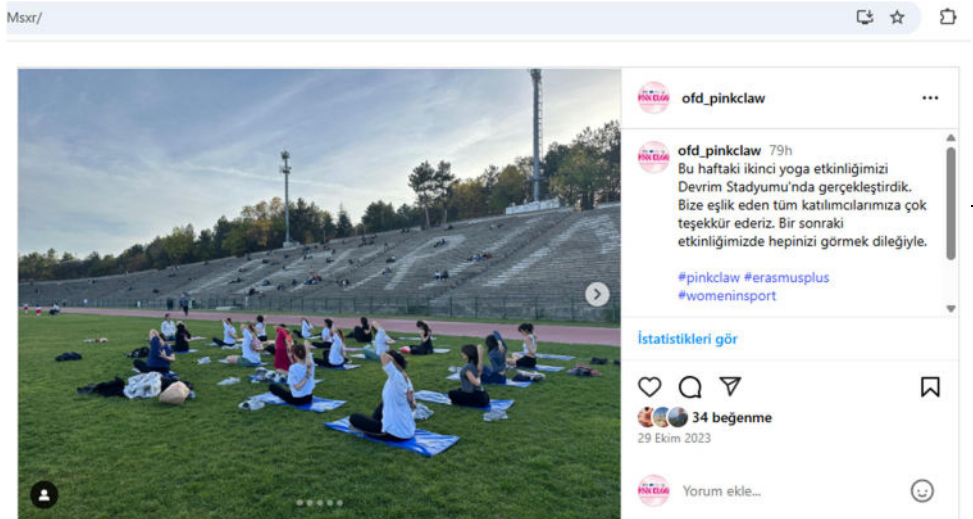 Msxr/
ofd_pinkclaw
ofd_pinkclaw 79h
Bu haftaki ikinci yoga etkinliğimizi
Devrim Stadyumu'nda gerçekleştirdik.
Bize eşlik eden tüm katılımcılarımıza çok
teşekkür ederiz. Bir sonraki
etkinliğimizde hepinizi görmek dileğiyle.
#pinkclaw #erasmusplus
#womeninsport
İstatistikleri gör
34 beğenme
29 Ekim 2023
Yorum ekle...